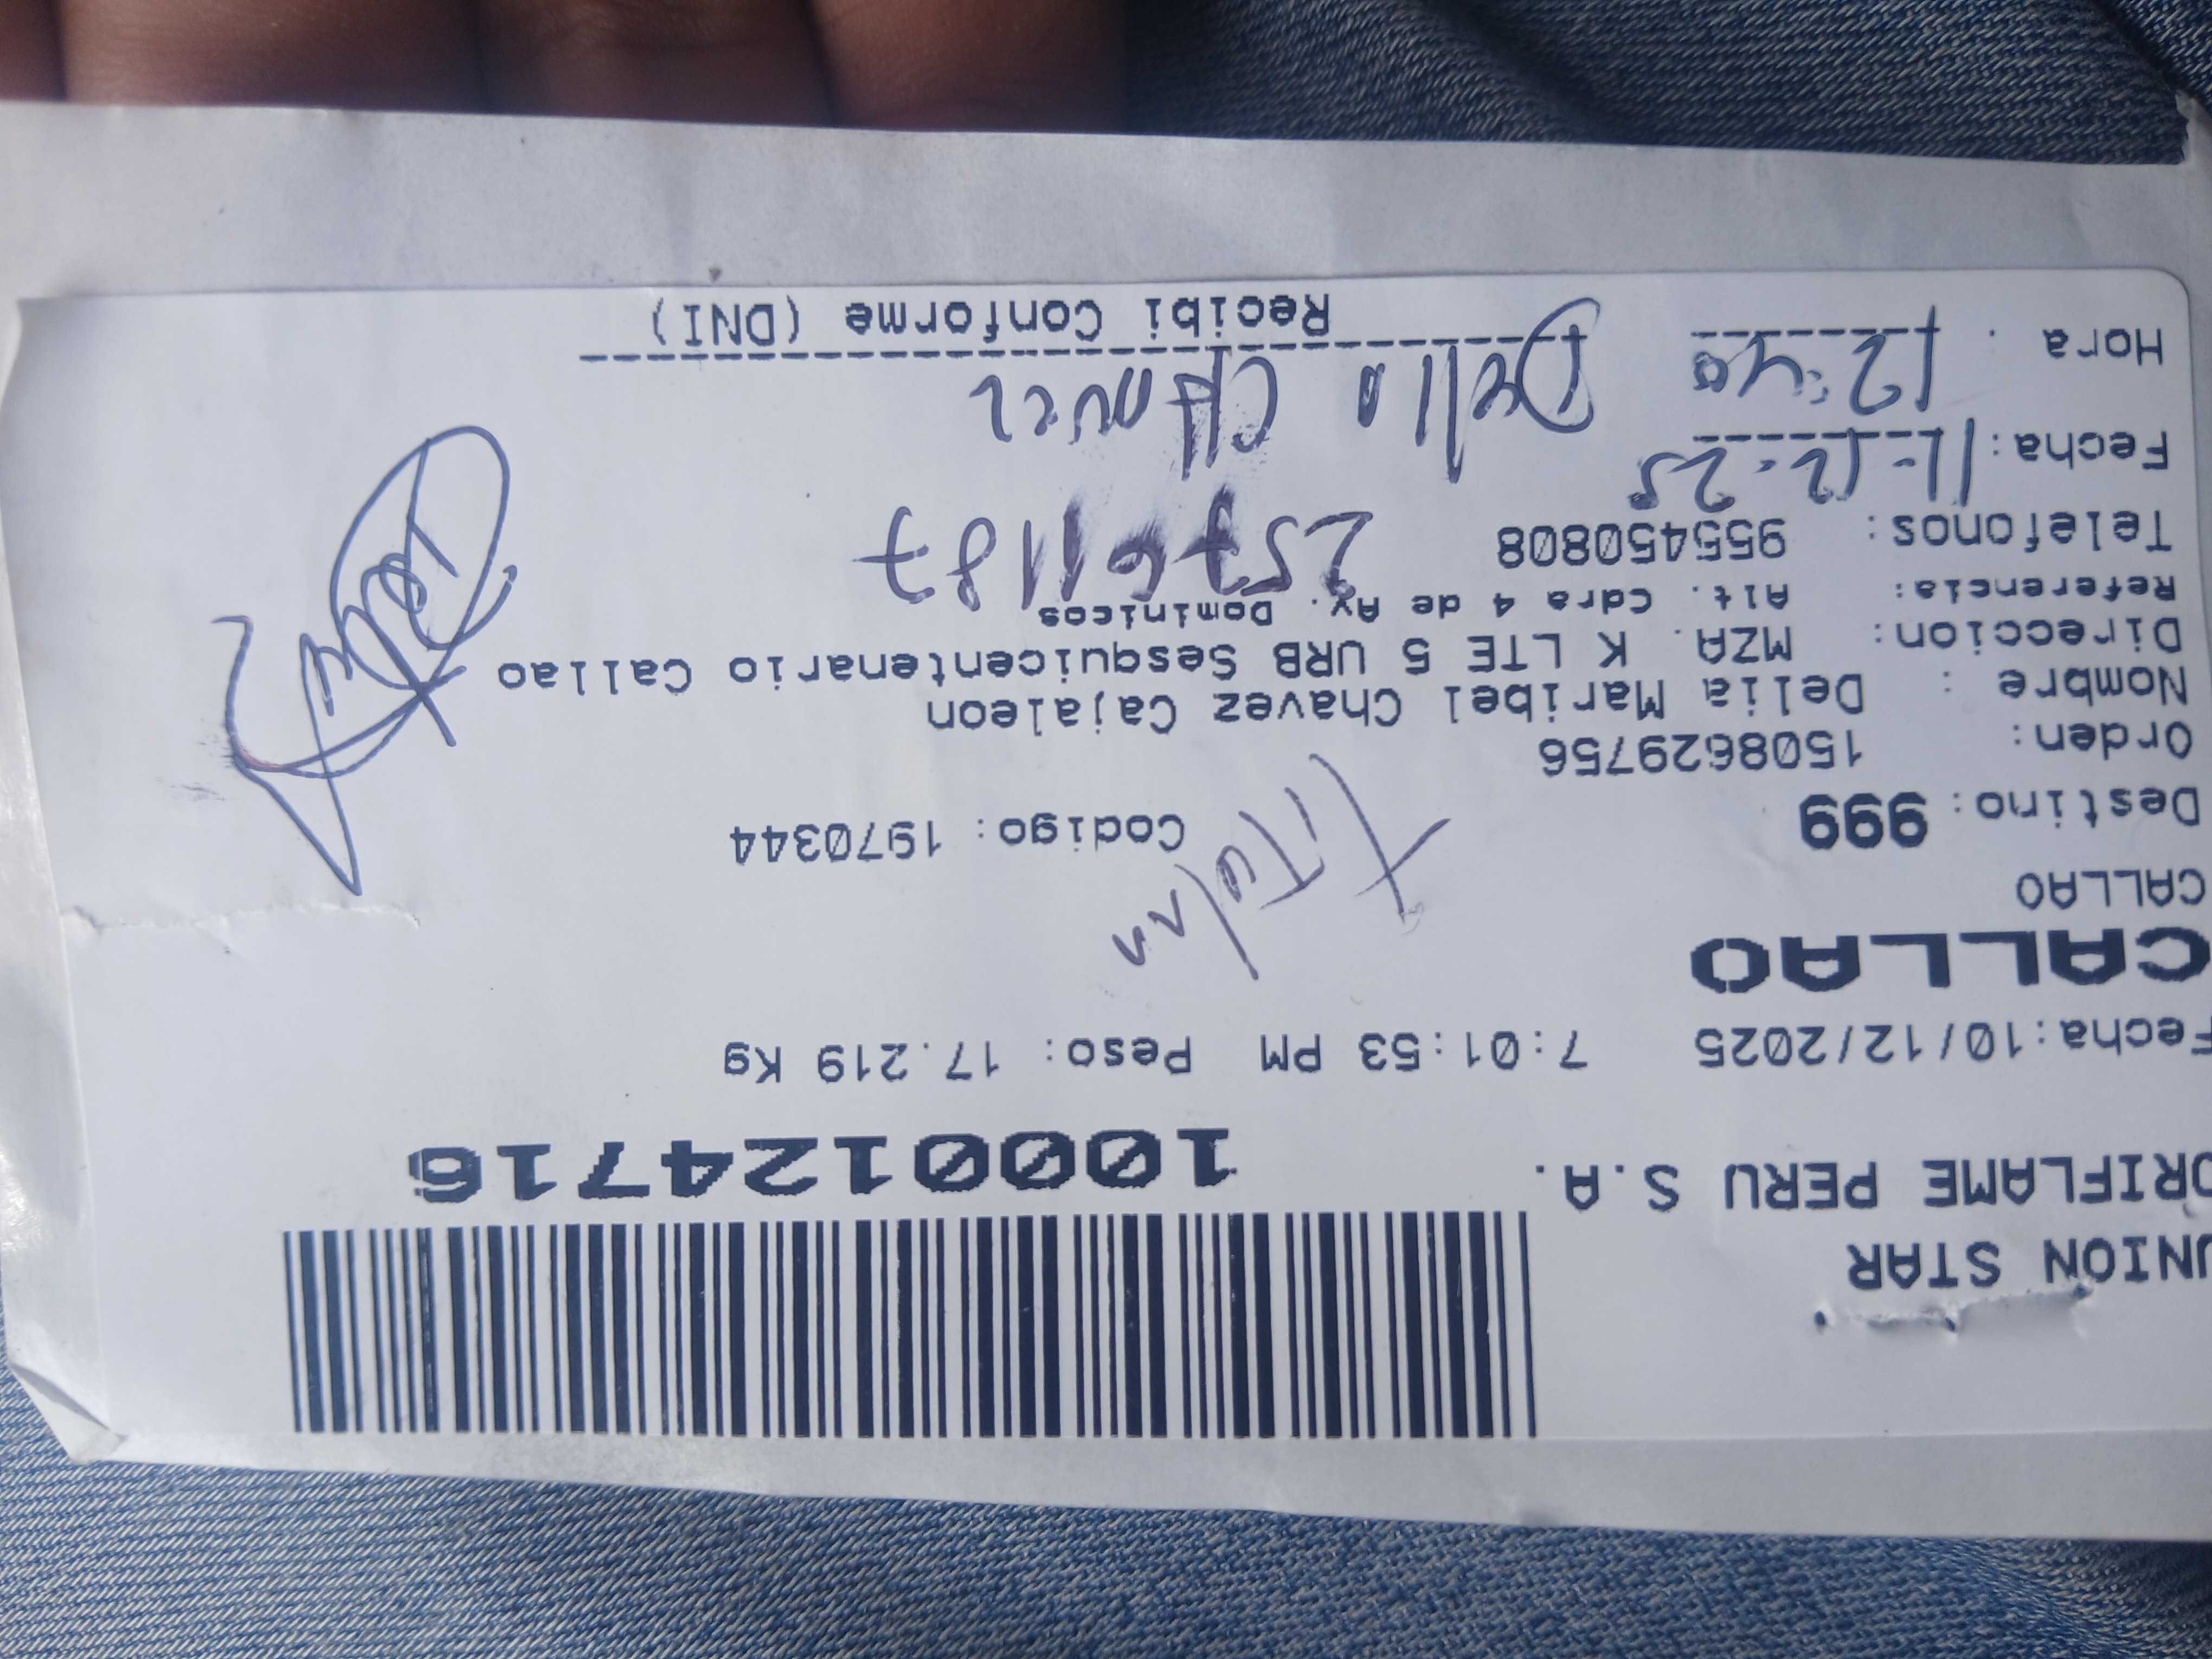 UNION STAR
ORIFLAME PERU S.A.
1000124716
Fecha:10/12/2025 7:01:53 PM Peso: 17.219 Kg
CALLAO
CALLAO
Destino: 999 Codigo: 1970344
Titular
Orden: 1508629756
Nombre : Delia Maribel Chavez Cajaleon
Direccion: MZA. K LTE 5 URB Sesquicentenario Callao
Referencia: Alt. Cdra 4 de Av. Dominicos
Telefonos: 955450808
25761187
Fecha: 11-12-25
Hora : 12:40
Delia Chavez
Recibi Conforme (DNI)